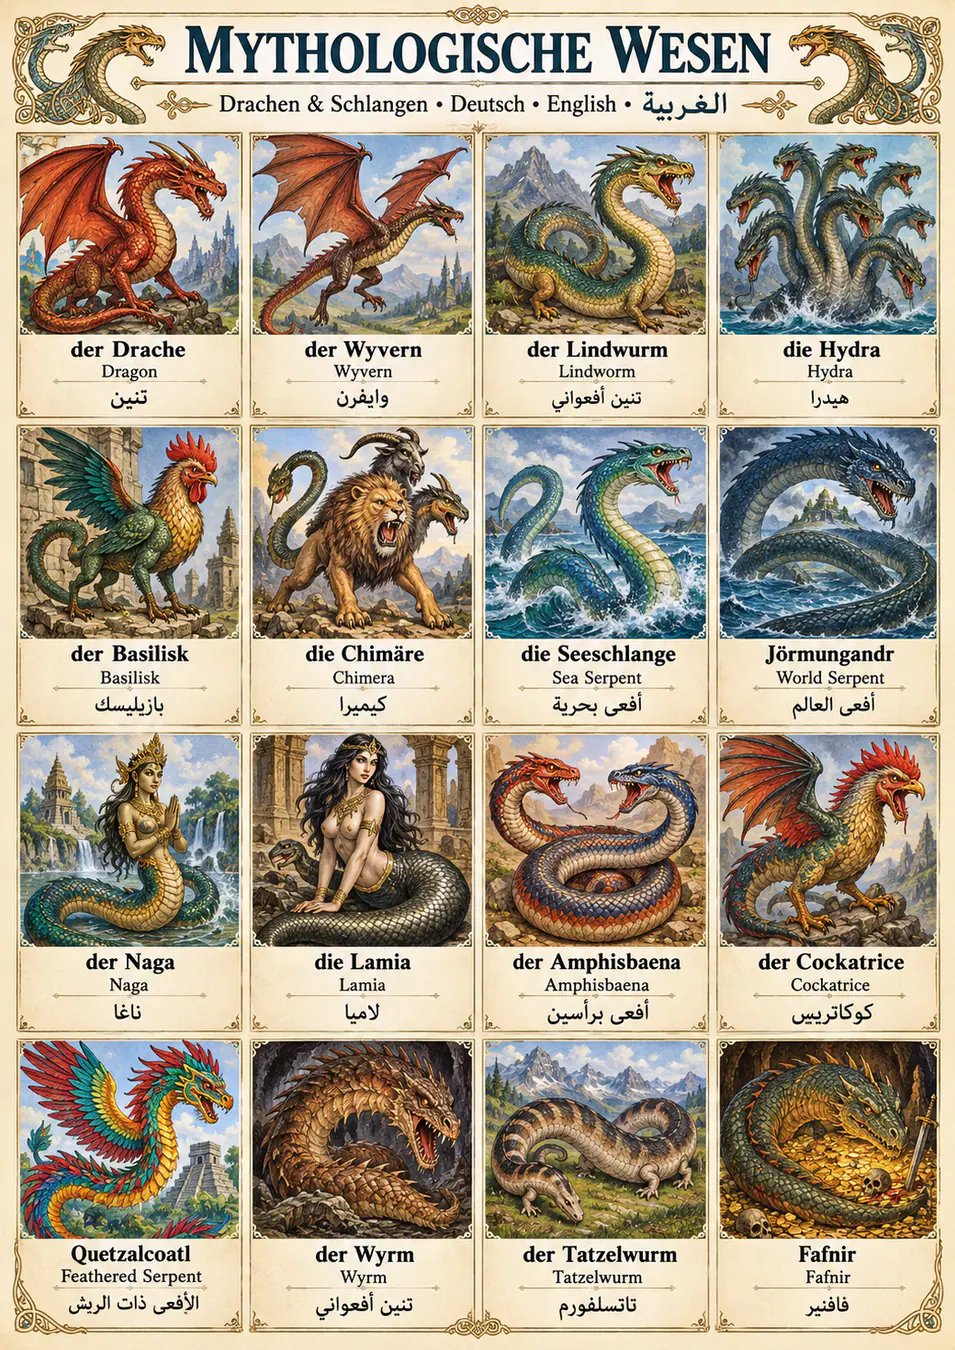 MYTHOLOGISCHE WESEN
Drachen & Schlangen • Deutsch • English • الغربية
der Drache
Dragon
تنين
der Wyvern
Wyvern
وايفرن
der Lindwurm
Lindworm
تنين أفعواني
die Hydra
Hydra
هيدرا
der Basilisk
Basilisk
بازيليسك
die Chimäre
Chimera
كيميرا
die Seeschlange
Sea Serpent
أفعى بحرية
Jörmungandr
World Serpent
أفعى العالم
der Naga
Naga
ناغا
die Lamia
Lamia
لاميا
der Amphisbaena
Amphisbaena
أفعى برأسين
der Cockatrice
Cockatrice
كوكاتريس
Quetzalcoatl
Feathered Serpent
الأفعى ذات الريش
der Wyrm
Wyrm
تنين أفعواني
der Tatzelwurm
Tatzelwurm
تاتسلفورم
Fafnir
Fafnir
فافنير